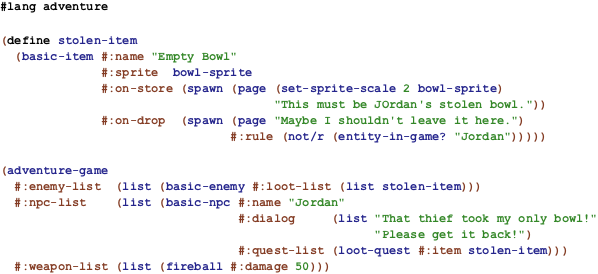 #lang adventure
(define stolen-item
(basic-item #:name "Empty Bowl"
#:sprite bowl-sprite
#:on-store (spawn (page (set-sprite-scale 2 bowl-sprite)
"This must be JOrdan's stolen bowl."))
#:on-drop (spawn (page "Maybe I shouldn't leave it here.")
#:rule (not/r (entity-in-game? "Jordan")))))
(adventure-game
#:enemy-list (list (basic-enemy #:loot-list (list stolen-item)))
#:npc-list (list (basic-npc #:name "Jordan"
#:dialog (list "That thief took my only bowl!"
"Please get it back!")
#:quest-list (loot-quest #:item stolen-item)))
#:weapon-list (list (fireball #:damage 50)))